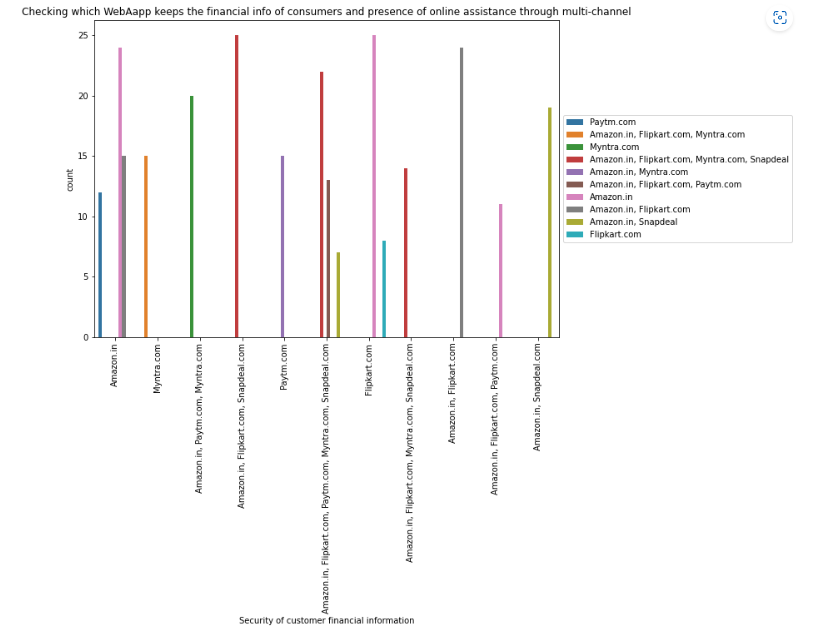 Checking which WebAapp keeps the financial info of consumers and presence of online assistance through multi-channel
25
20
15
10
5
0
count
Paytm.com
Amazon.in, Flipkart.com, Myntra.com
Myntra.com
Amazon.in, Flipkart.com, Myntra.com, Snapdeal
Amazon.in, Myntra.com
Amazon.in, Flipkart.com, Paytm.com
Amazon.in
Amazon.in, Flipkart.com
Amazon.in, Snapdeal
Flipkart.com
Amazon.in
Myntra.com
Amazon.in, Paytm.com, Myntra.com
Amazon.in, Flipkart.com, Snapdeal.com
Paytm.com
Amazon.in, Flipkart.com, Paytm.com, Myntra.com, Snapdeal.com
Flipkart.com
Amazon.in, Flipkart.com, Myntra.com, Snapdeal.com
Amazon.in, Flipkart.com
Amazon.in, Flipkart.com, Paytm.com
Amazon.in, Snapdeal.com
Security of customer financial information